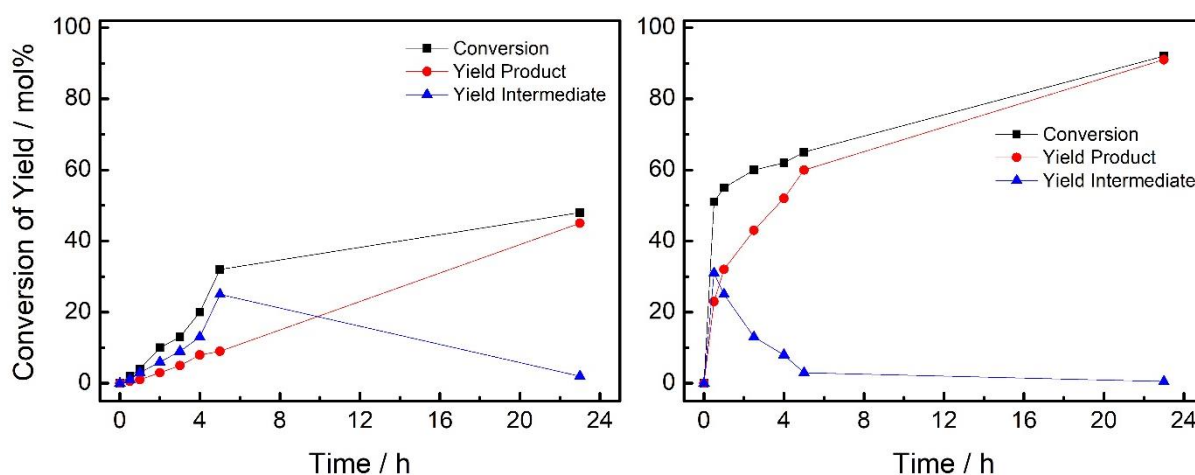 Conversion of Yield / mol%
100
80
60
40
20
0
0 4 8 12 16 20 24
Time / h
Conversion
Yield Product
Yield Intermediate
100
80
60
40
20
0
0 4 8 12 16 20 24
Time / h
Conversion
Yield Product
Yield Intermediate